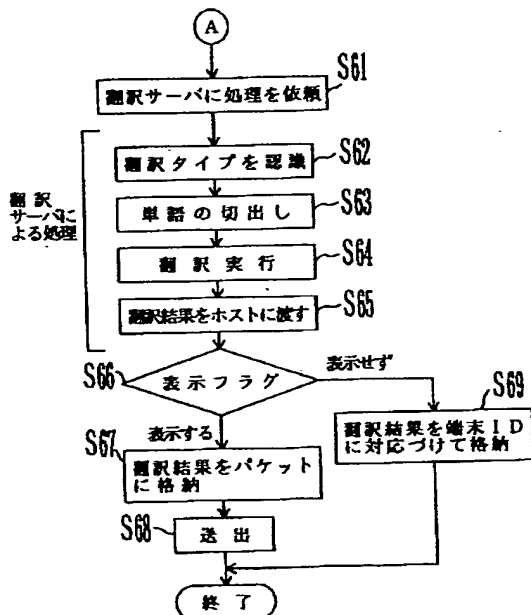 A
S61
翻訳サーバに処理を依頼
S62
翻訳タイプを認識
S63
単語の切出し
S64
翻訳実行
S65
翻訳結果をホストに渡す
翻訳
サーバに
よる処理
S66
表示フラグ
表示せず
表示する
S69
翻訳結果を端末ID
に対応づけて格納
S67
翻訳結果をパケット
に格納
S68
送出
終了